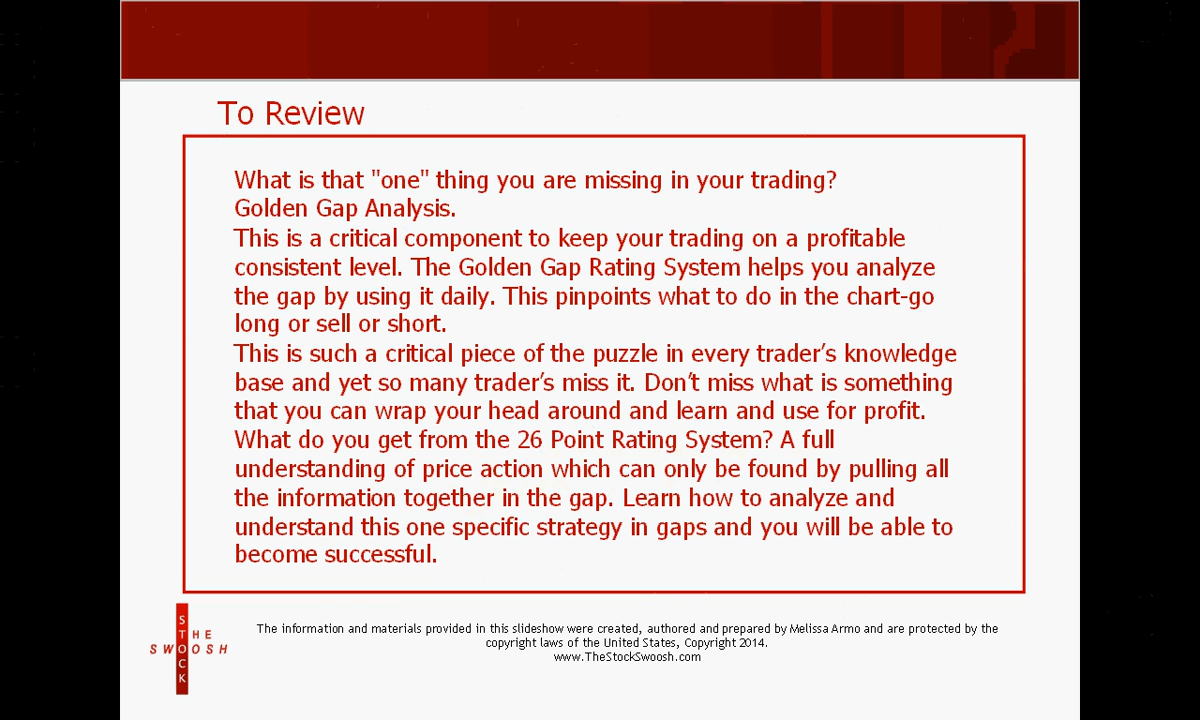 To Review
What is that "one" thing you are missing in your trading?
Golden Gap Analysis.
This is a critical component to keep your trading on a profitable
consistent level. The Golden Gap Rating System helps you analyze
the gap by using it daily. This pinpoints what to do in the chart-go
long or sell or short.
This is such a critical piece of the puzzle in every trader’s knowledge
base and yet so many trader’s miss it. Don’t miss what is something
that you can wrap your head around and learn and use for profit.
What do you get from the 26 Point Rating System? A full
understanding of price action which can only be found by pulling all
the information together in the gap. Learn how to analyze and
understand this one specific strategy in gaps and you will be able to
become successful.
THE
STOCK
SWOOSH
The information and materials provided in this slideshow were created, authored and prepared by Melissa Armo and are protected by the
copyright laws of the United States, Copyright 2014.
www.TheStockSwoosh.com